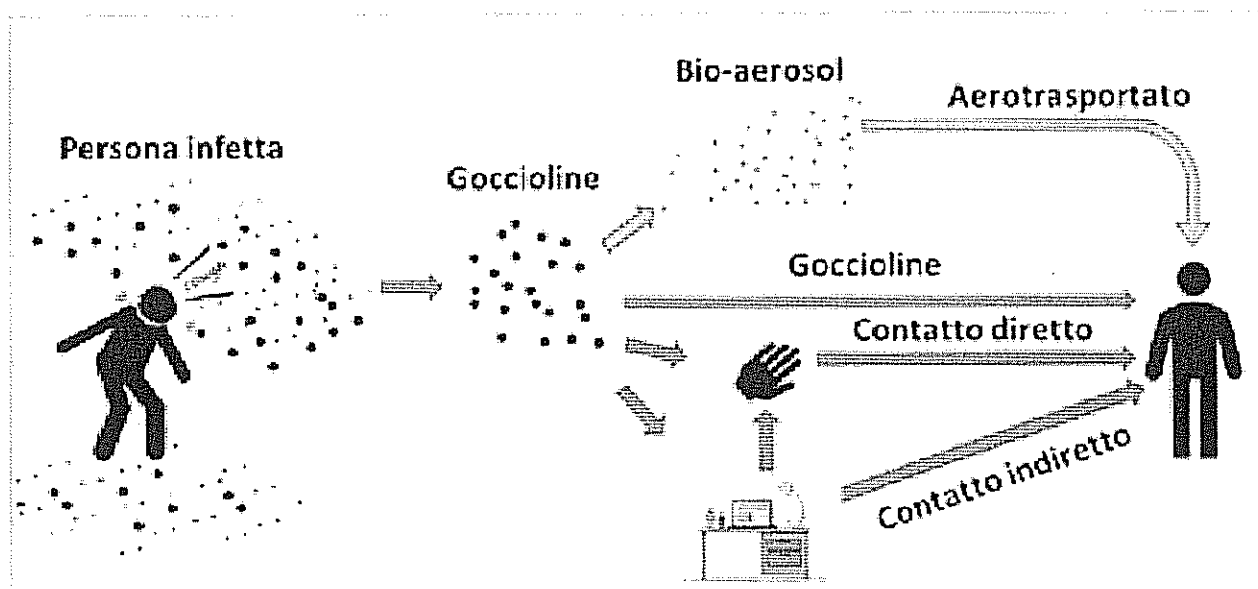 Bio-aerosol
Aerotrasportato
Persona infetta
Goccioline
Goccioline
Contatto diretto
Contatto indiretto